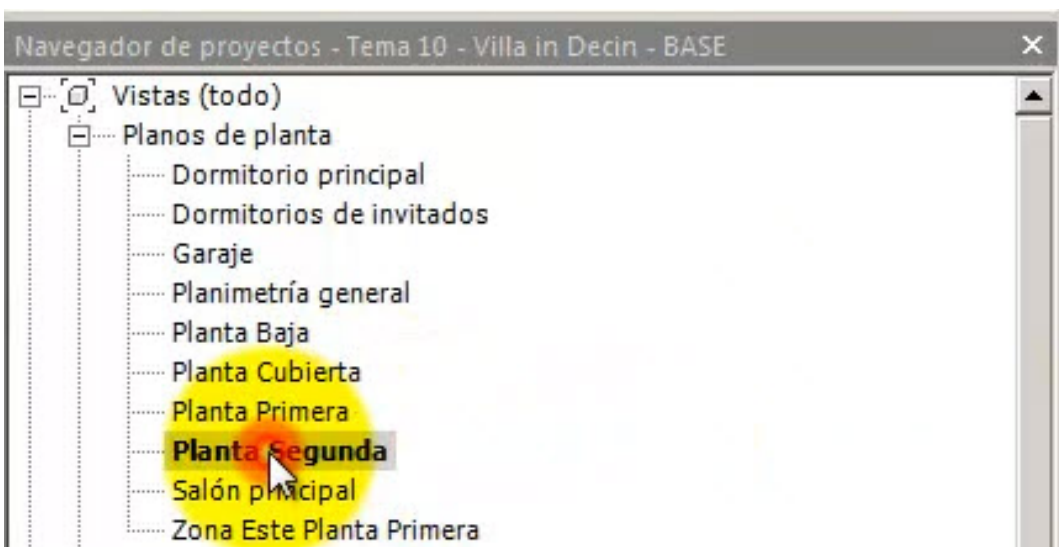 Navegador de proyectos - Tema 10 - Villa in Decin - BASE
Vistas (todo)
Planos de planta
Dormitorio principal
Dormitorios de invitados
Garaje
Planimetría general
Planta Baja
Planta Cubierta
Planta Primera
Planta Segunda
Salón principal
Zona Este Planta Primera